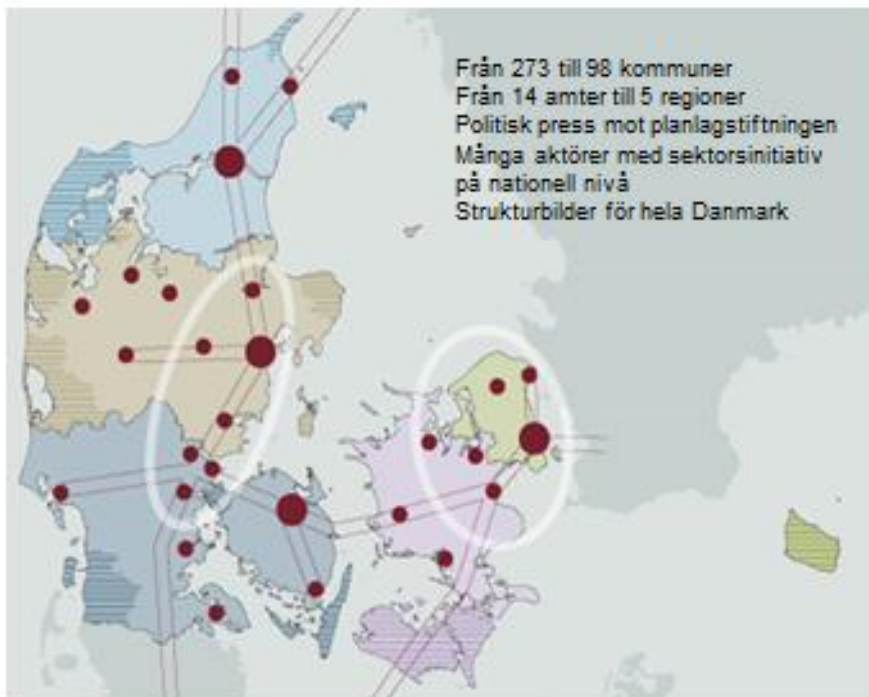 Från 273 till 98 kommuner
Från 14 amter till 5 regioner
Politisk press mot planlagstiftningen
Många aktörer med sektorsinitiativ
på nationell nivå
Strukturbilder för hela Danmark